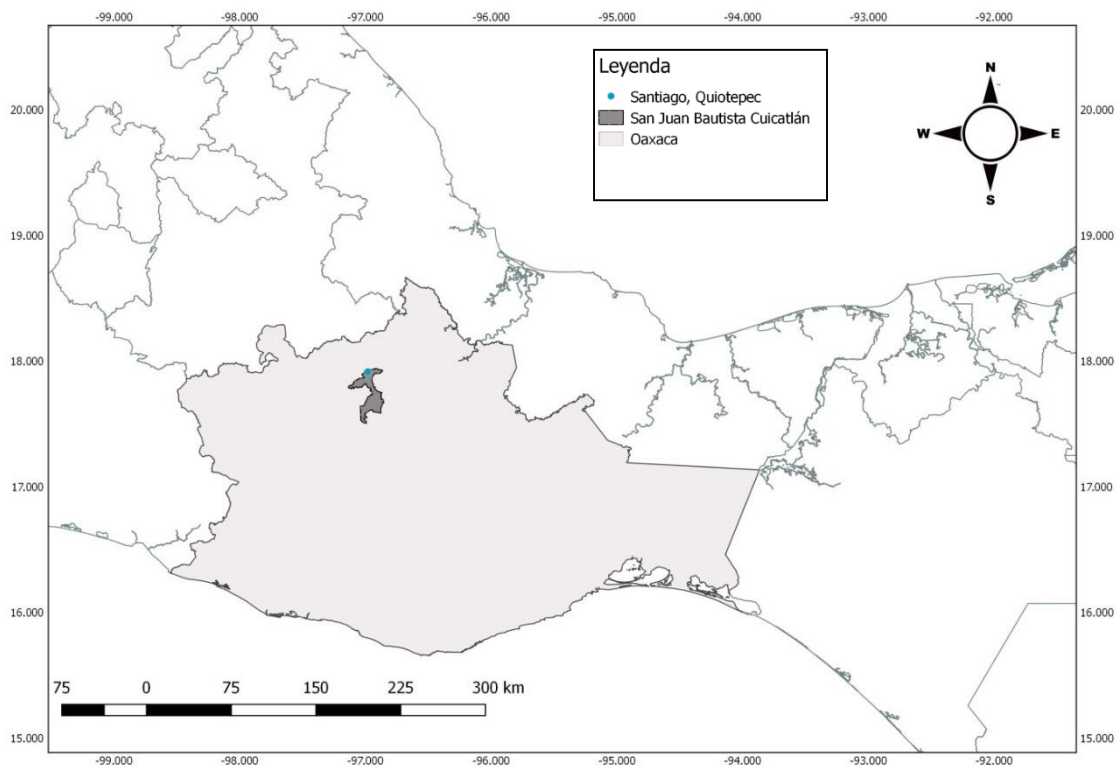 -99.000 -98.000 -97.000 -96.000 -95.000 -94.000 -93.000 -92.000
Leyenda
Santiago, Quiotepec
San Juan Bautista Cuicatlán
Oaxaca
N
W E
S
20.000 20.000
19.000 19.000
18.000 18.000
17.000 17.000
16.000 16.000
75 0 75 150 225 300 km
15.000 15.000
-99.000 -98.000 -97.000 -96.000 -95.000 -94.000 -93.000 -92.000